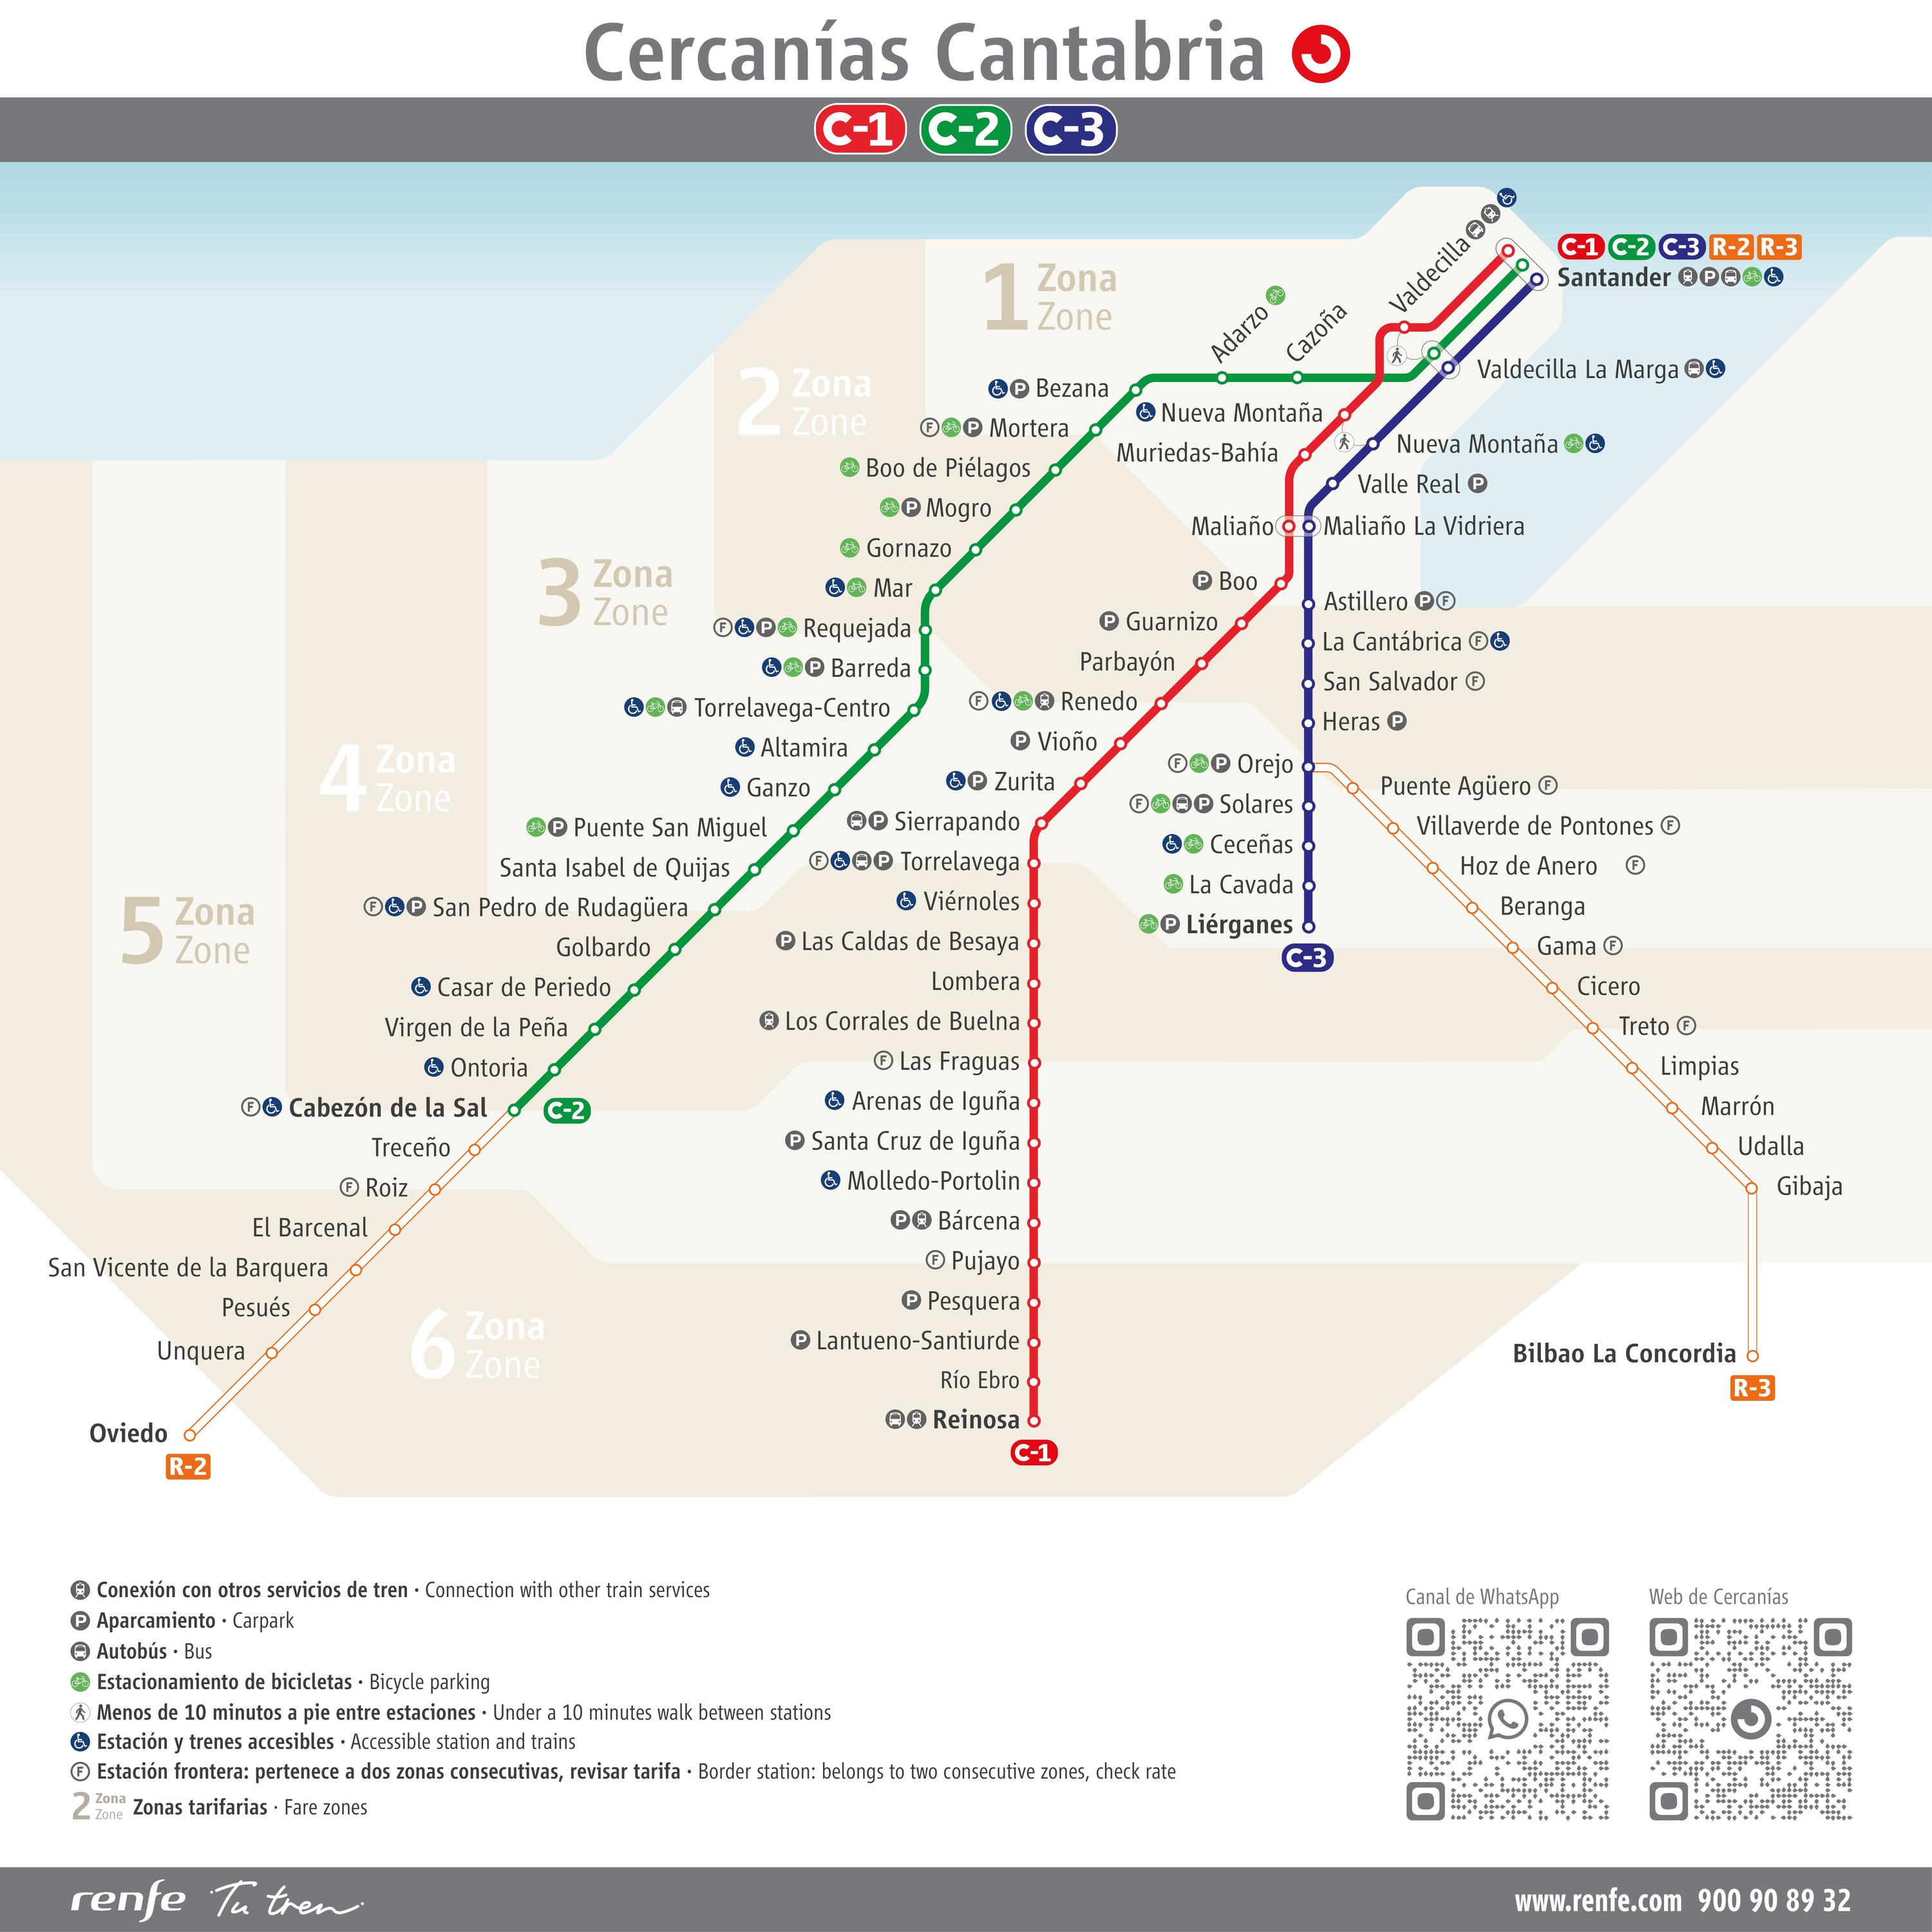 Cercanías Cantabria
C-1 C-2 C-3
Valdecilla
C-1 C-2 C-3 R-2 R-3
Santander
1 Zona
Zone
Adarzo
Cazoña
Valdecilla La Marga
2 Zona
Zone
Bezana
Nueva Montaña
Mortera
Muriedas-Bahía
Nueva Montaña
Boo de Piélagos
Valle Real
Mogro
Maliaño
Maliaño La Vidriera
Gornazo
3 Zona
Zone
Mar
Boo
Astillero
Requejada
Guarnizo
La Cantábrica
Barreda
Parbayón
San Salvador
Torrelavega-Centro
Renedo
Heras
4 Zona
Zone
Altamira
Vioño
Orejo
Ganzo
Zurita
Puente Agüero
Solares
Puente San Miguel
Sierrapando
Villaverde de Pontones
Ceceñas
Santa Isabel de Quijas
Torrelavega
Hoz de Anero
La Cavada
5 Zona
Zone
San Pedro de Rudagüera
Viérnoles
Beranga
Liérganes
C-3
Golbardo
Las Caldas de Besaya
Gama
Casar de Periedo
Lombera
Cicero
Virgen de la Peña
Los Corrales de Buelna
Treto
Ontoria
Las Fraguas
Limpias
Cabezón de la Sal
C-2
Arenas de Iguña
Marrón
Treceño
Santa Cruz de Iguña
Udalla
Roiz
Molledo-Portolin
Gibaja
El Barcenal
Bárcena
San Vicente de la Barquera
Pujayo
Pesués
Pesquera
6 Zona
Zone
Unquera
Lantueno-Santiurde
Bilbao La Concordia
R-3
Río Ebro
Oviedo
R-2
Reinosa
C-1
Conexión con otros servicios de tren · Connection with other train services
P Aparcamiento · Carpark
Autobús · Bus
Estacionamiento de bicicletas · Bicycle parking
Menos de 10 minutos a pie entre estaciones · Under a 10 minutes walk between stations
Estación y trenes accesibles · Accessible station and trains
F Estación frontera: pertenece a dos zonas consecutivas, revisar tarifa · Border station: belongs to two consecutive zones, check rate
2 Zona Zone Zonas tarifarias · Fare zones
Canal de WhatsApp
Web de Cercanías
renfe Tu tren
www.renfe.com 900 90 89 32